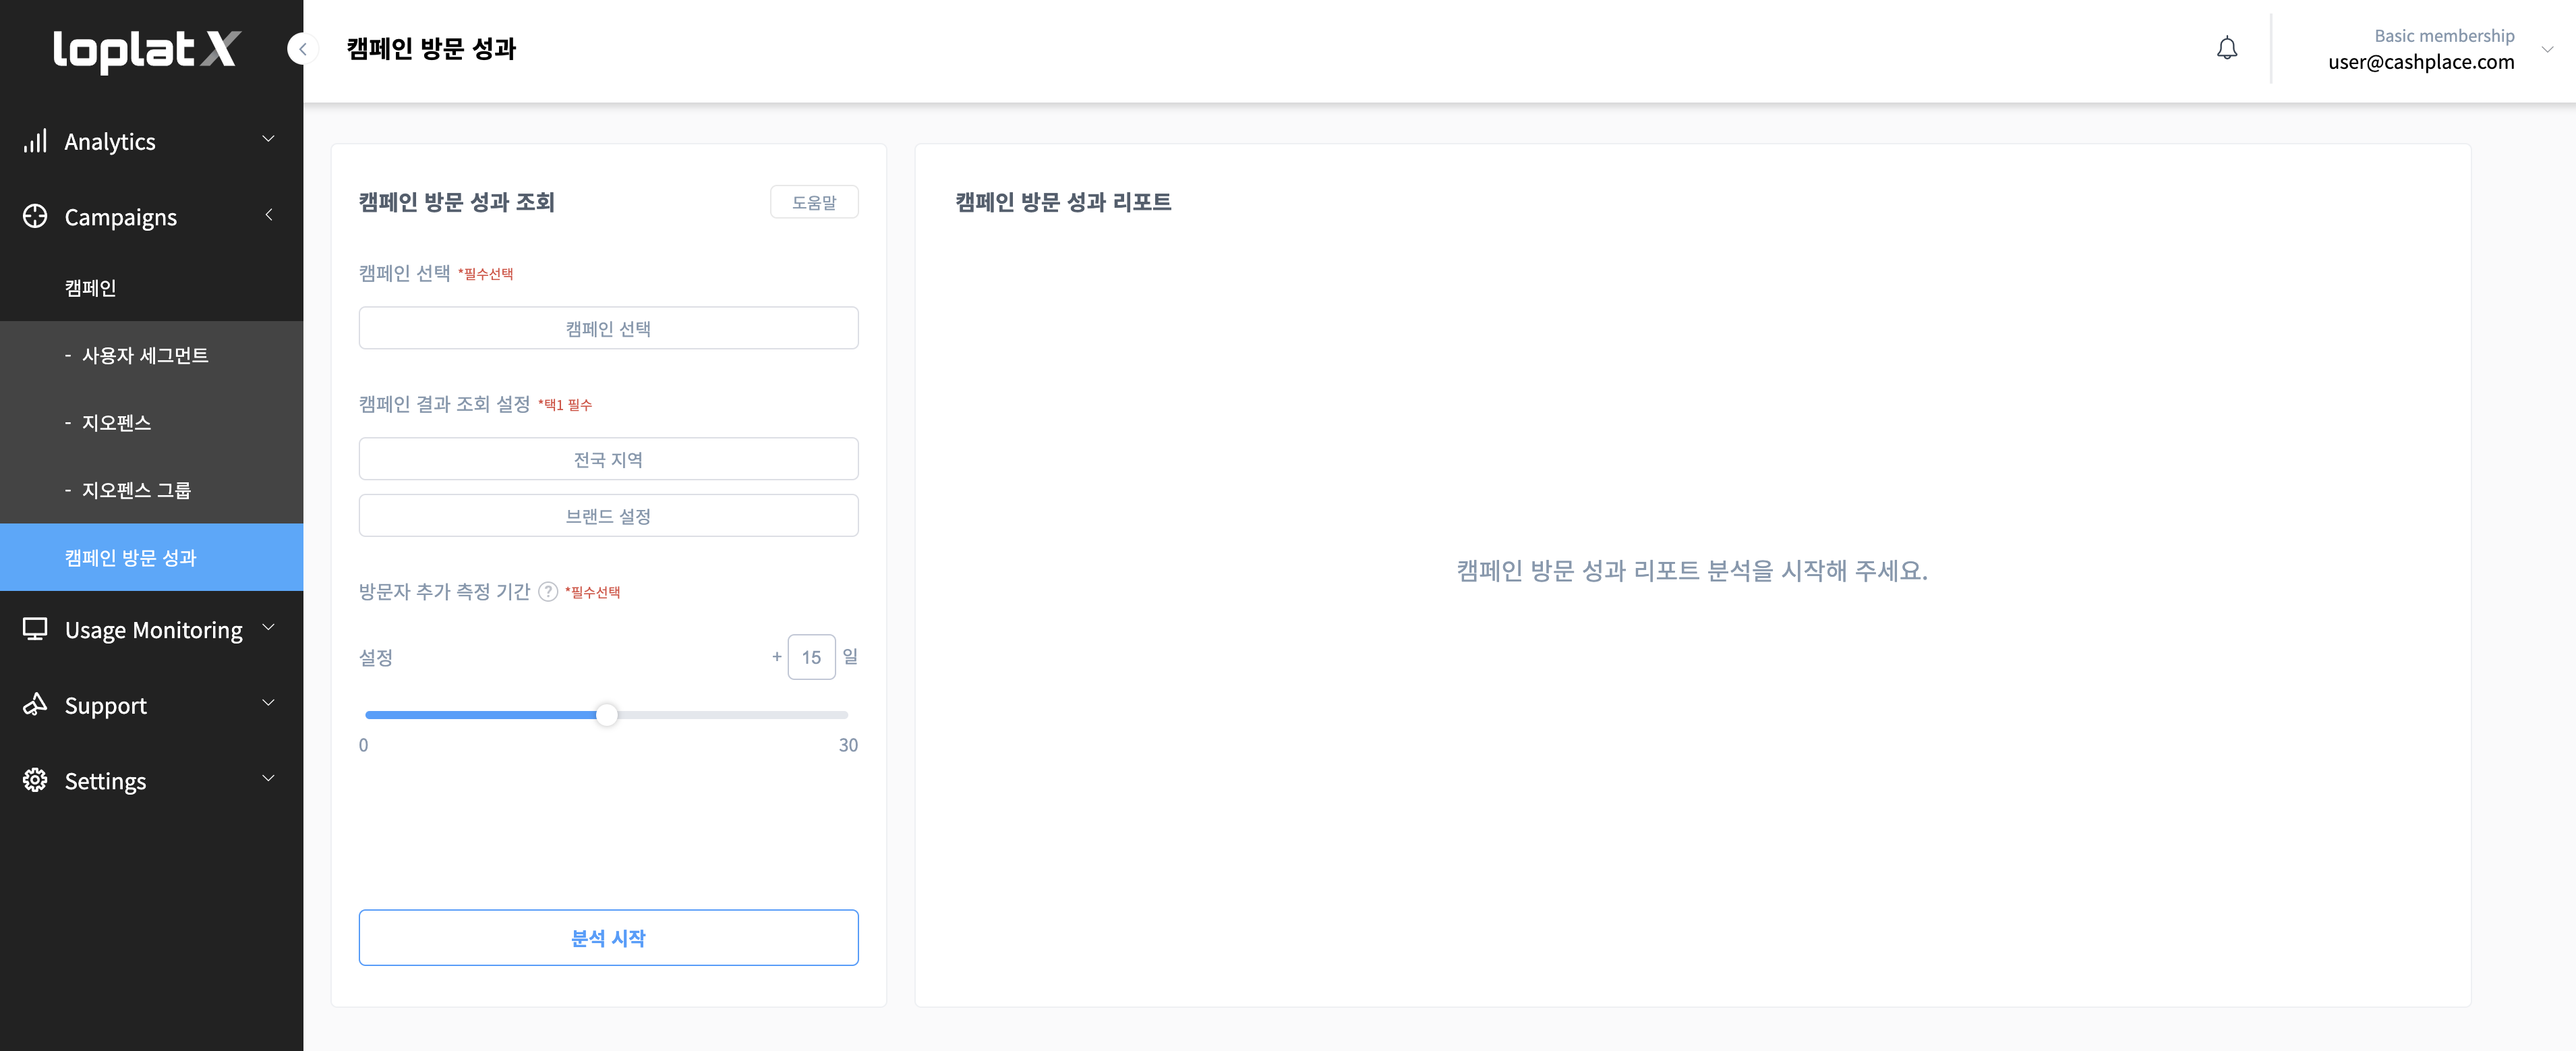 loplat X
Analytics
Campaigns
캠페인
- 사용자 세그먼트
- 지오펜스
- 지오펜스 그룹
캠페인 방문 성과
Usage Monitoring
Support
Settings
캠페인 방문 성과
Basic membership
user@cashplace.com
캠페인 방문 성과 조회
도움말
캠페인 선택 *필수선택
캠페인 선택
캠페인 결과 조회 설정 *택1 필수
전국 지역
브랜드 설정
방문자 추가 측정 기간 ? *필수선택
설정 + 15 일
0 30
분석 시작
캠페인 방문 성과 리포트
캠페인 방문 성과 리포트 분석을 시작해 주세요.